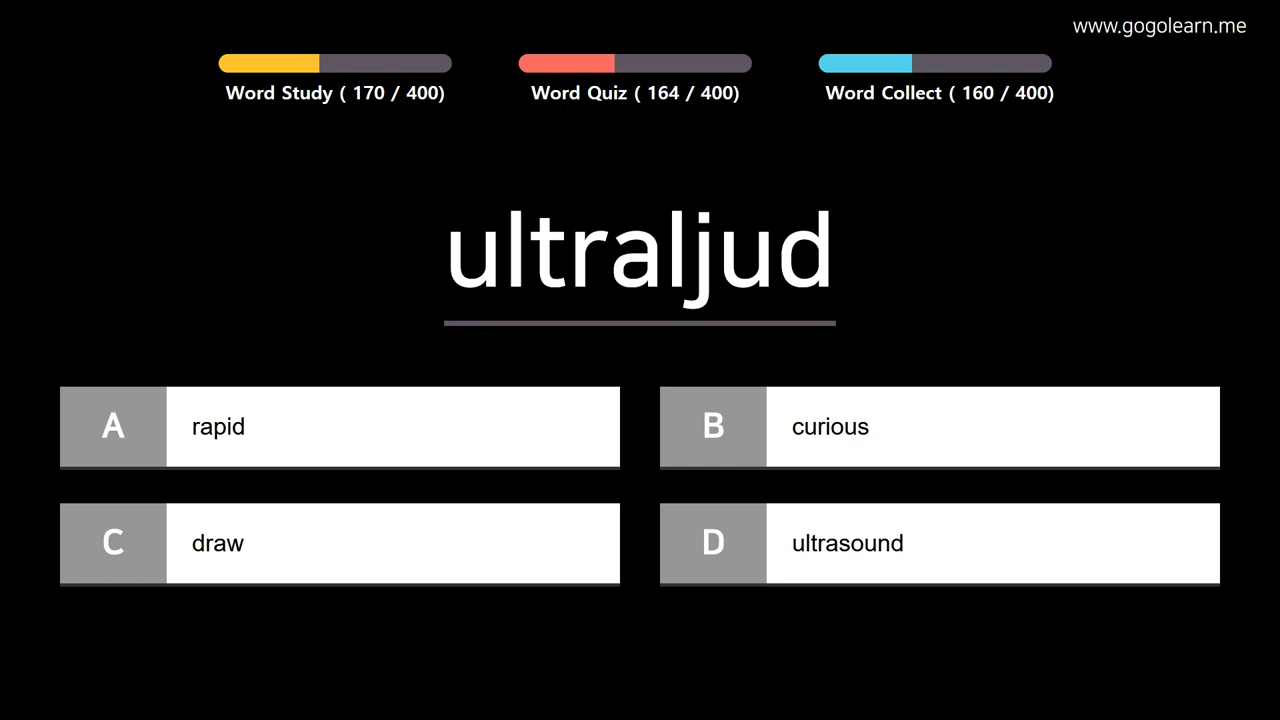 www.gogolearn.me
Word Study ( 170 / 400)
Word Quiz ( 164 / 400)
Word Collect ( 160 / 400)
ultraljud
A rapid
B curious
C draw
D ultrasound